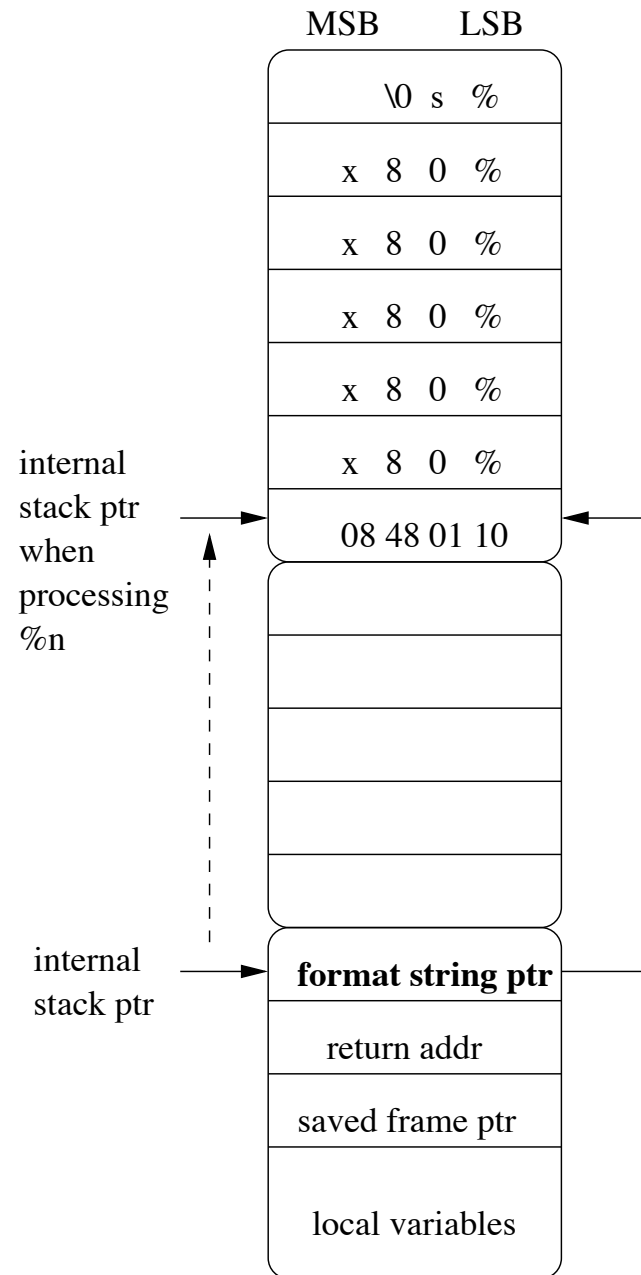 MSB LSB
\0 s %
x 8 0 %
x 8 0 %
x 8 0 %
x 8 0 %
x 8 0 %
internal
stack ptr
when
processing
%n
08 48 01 10
internal
stack ptr
format string ptr
return addr
saved frame ptr
local variables